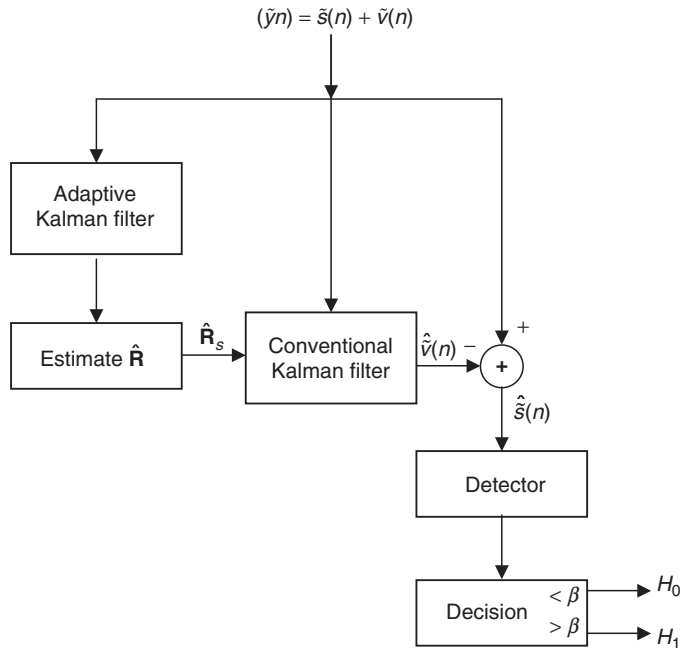 (ỹn) = s̃(n) + ṽ(n)
Adaptive
Kalman filter
Estimate R̂
R̂ₛ
Conventional
Kalman filter
ṽ̂(n)
−
+
+
s̃̂(n)
Detector
Decision
< β
> β
H₀
H₁